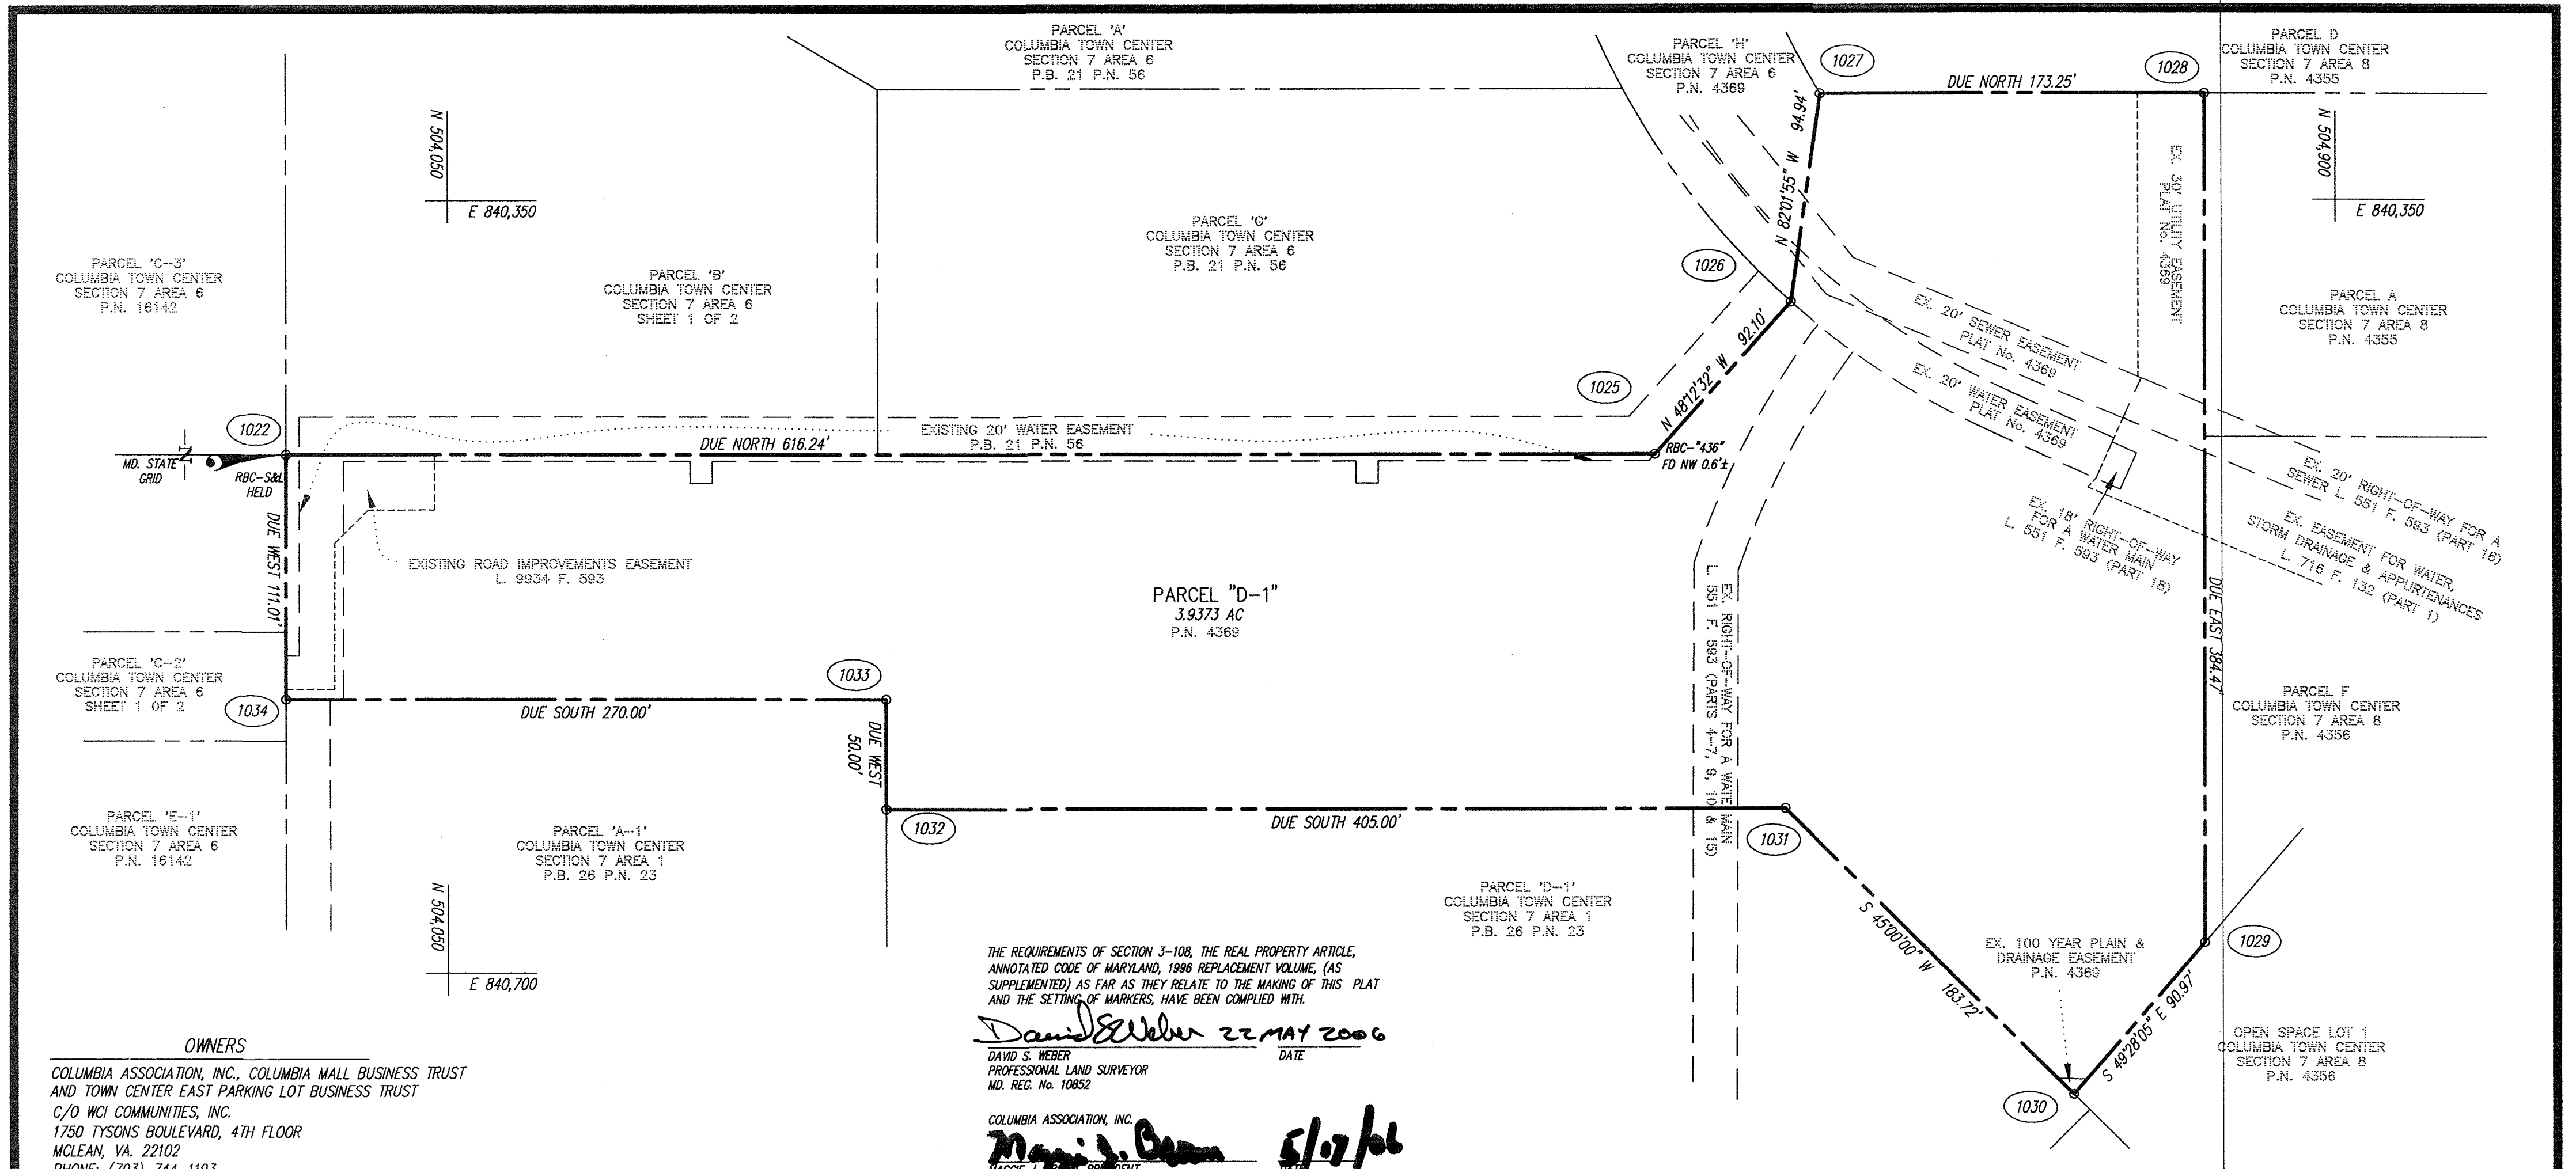 PARCEL 'A'
COLUMBIA TOWN CENTER
SECTION 7 AREA 6
P.B. 21 P.N. 56
PARCEL 'H'
COLUMBIA TOWN CENTER
SECTION 7 AREA 6
P.N. 4369
1027
DUE NORTH 173.25'
1028
PARCEL D
COLUMBIA TOWN CENTER
SECTION 7 AREA 8
P.N. 4355
N 504,050
E 840,350
N 504,900
E 840,350
N 82°01'55" W 94.94'
EX. 30' UTILITY EASEMENT
PLAT No. 4369
PARCEL 'C-3'
COLUMBIA TOWN CENTER
SECTION 7 AREA 6
P.N. 16142
PARCEL 'B'
COLUMBIA TOWN CENTER
SECTION 7 AREA 6
SHEET 1 OF 2
PARCEL 'G'
COLUMBIA TOWN CENTER
SECTION 7 AREA 6
P.B. 21 P.N. 56
1026
PARCEL A
COLUMBIA TOWN CENTER
SECTION 7 AREA 8
P.N. 4355
EX. 20' SEWER EASEMENT
PLAT No. 4369
EX. 20' WATER EASEMENT
PLAT No. 4369
1025
N 48°12'32" W 92.10'
1022
DUE NORTH 616.24'
EXISTING 20' WATER EASEMENT
P.B. 21 P.N. 56
RBC-"436"
FD NW 0.6'±
N
MD. STATE
GRID
RBC-S&L
HELD
EX. 20' RIGHT-OF-WAY FOR A
SEWER L. 551 F. 593 (PART 16)
EX. 18' RIGHT-OF-WAY
FOR A WATER MAIN
L. 551 F. 593 (PART 18)
EX. EASEMENT FOR WATER,
STORM DRAINAGE & APPURTENANCES
L. 716 F. 132 (PART 1)
DUE WEST 111.01'
EXISTING ROAD IMPROVEMENTS EASEMENT
L. 9934 F. 593
PARCEL "D-1"
3.9373 AC
P.N. 4369
EX. RIGHT-OF-WAY FOR A WATE MAIN
L. 551 F. 593 (PARTS 4-7, 9, 10 & 15)
DUE EAST 384.47'
PARCEL 'C-2'
COLUMBIA TOWN CENTER
SECTION 7 AREA 6
SHEET 1 OF 2
1034
DUE SOUTH 270.00'
1033
DUE WEST
50.00'
PARCEL F
COLUMBIA TOWN CENTER
SECTION 7 AREA 8
P.N. 4356
PARCEL 'E-1'
COLUMBIA TOWN CENTER
SECTION 7 AREA 6
P.N. 16142
PARCEL 'A-1'
COLUMBIA TOWN CENTER
SECTION 7 AREA 1
P.B. 26 P.N. 23
1032
DUE SOUTH 405.00'
1031
N 504,050
E 840,700
PARCEL 'D-1'
COLUMBIA TOWN CENTER
SECTION 7 AREA 1
P.B. 26 P.N. 23
S 45°00'00" W 183.72'
EX. 100 YEAR PLAIN &
DRAINAGE EASEMENT
P.N. 4369
1029
S 49°28'05" E 90.97'
1030
OPEN SPACE LOT 1
COLUMBIA TOWN CENTER
SECTION 7 AREA 8
P.N. 4356
THE REQUIREMENTS OF SECTION 3-108, THE REAL PROPERTY ARTICLE,
ANNOTATED CODE OF MARYLAND, 1996 REPLACEMENT VOLUME, (AS
SUPPLEMENTED) AS FAR AS THEY RELATE TO THE MAKING OF THIS PLAT
AND THE SETTING OF MARKERS, HAVE BEEN COMPLIED WITH.
David S Weber 22 MAY 2006
DAVID S. WEBER DATE
PROFESSIONAL LAND SURVEYOR
MD. REG. No. 10852
COLUMBIA ASSOCIATION, INC.
5/17/06
OWNERS
COLUMBIA ASSOCIATION, INC., COLUMBIA MALL BUSINESS TRUST
AND TOWN CENTER EAST PARKING LOT BUSINESS TRUST
C/O WCI COMMUNITIES, INC.
1750 TYSONS BOULEVARD, 4TH FLOOR
MCLEAN, VA. 22102
PHONE: (703) 744-1193